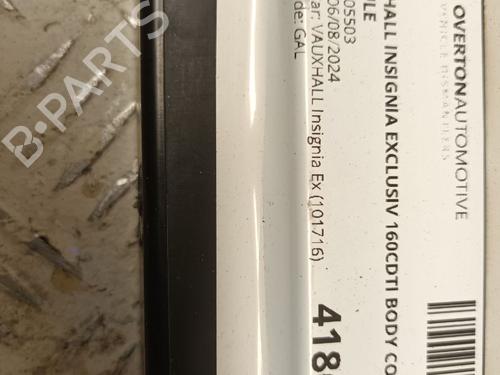 OVERTONAUTOMOTIVE
VEHICLE DISMANTLERS
HALL INSIGNIA EXCLUSIV 160CDTI BODY CO
05503
06/08/2024
ar: VAUXHALL Insignia Ex (101716)
de: GAL
418
B-PARTS